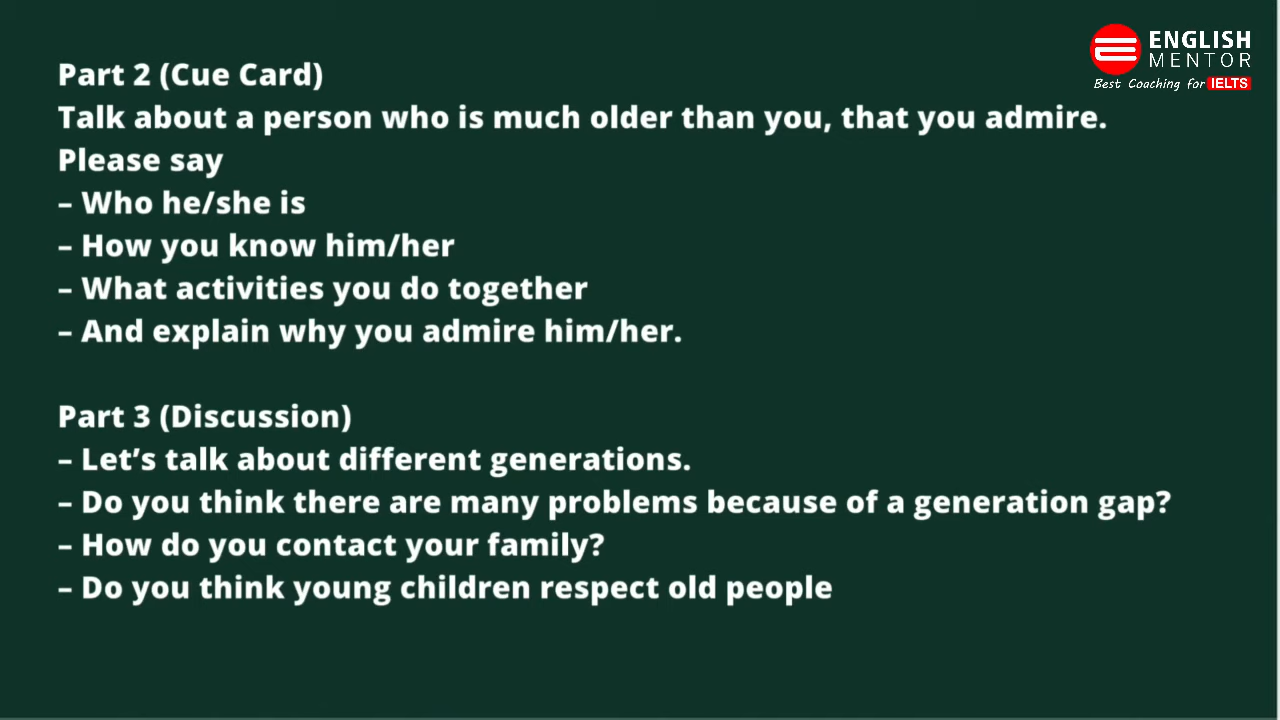 ENGLISH
MENTOR
Best Coaching for IELTS
Part 2 (Cue Card)
Talk about a person who is much older than you, that you admire.
Please say
– Who he/she is
– How you know him/her
– What activities you do together
– And explain why you admire him/her.
Part 3 (Discussion)
– Let’s talk about different generations.
– Do you think there are many problems because of a generation gap?
– How do you contact your family?
– Do you think young children respect old people